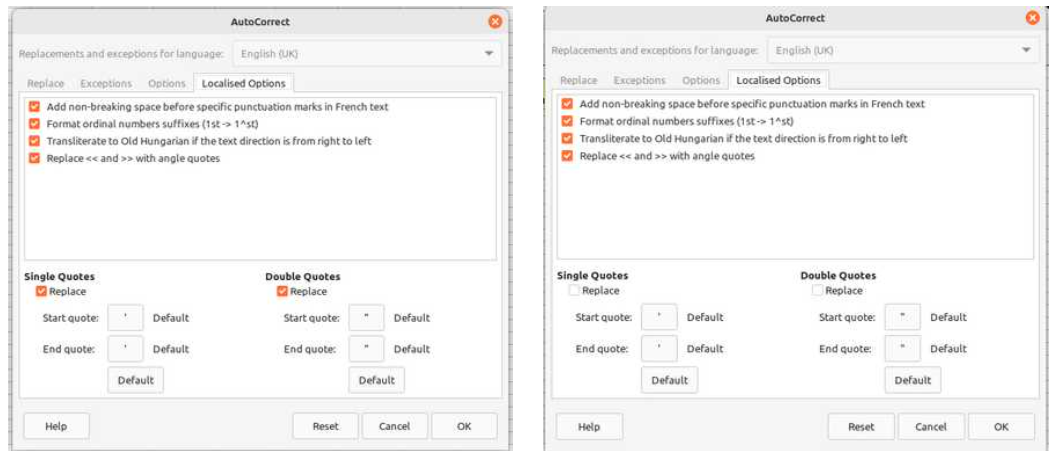 AutoCorrect
Replacements and exceptions for language: English (UK)
Replace Exceptions Options Localised Options
Add non-breaking space before specific punctuation marks in French text
Format ordinal numbers suffixes (1st -> 1^st)
Transliterate to Old Hungarian if the text direction is from right to left
Replace << and >> with angle quotes
Single Quotes Double Quotes
Replace Replace
Start quote: ' Default Start quote: " Default
End quote: ' Default End quote: " Default
Default Default
Help Reset Cancel OK
AutoCorrect
Replacements and exceptions for language: English (UK)
Replace Exceptions Options Localised Options
Add non-breaking space before specific punctuation marks in French text
Format ordinal numbers suffixes (1st -> 1^st)
Transliterate to Old Hungarian if the text direction is from right to left
Replace << and >> with angle quotes
Single Quotes Double Quotes
Replace Replace
Start quote: ' Default Start quote: " Default
End quote: ' Default End quote: " Default
Default Default
Help Reset Cancel OK